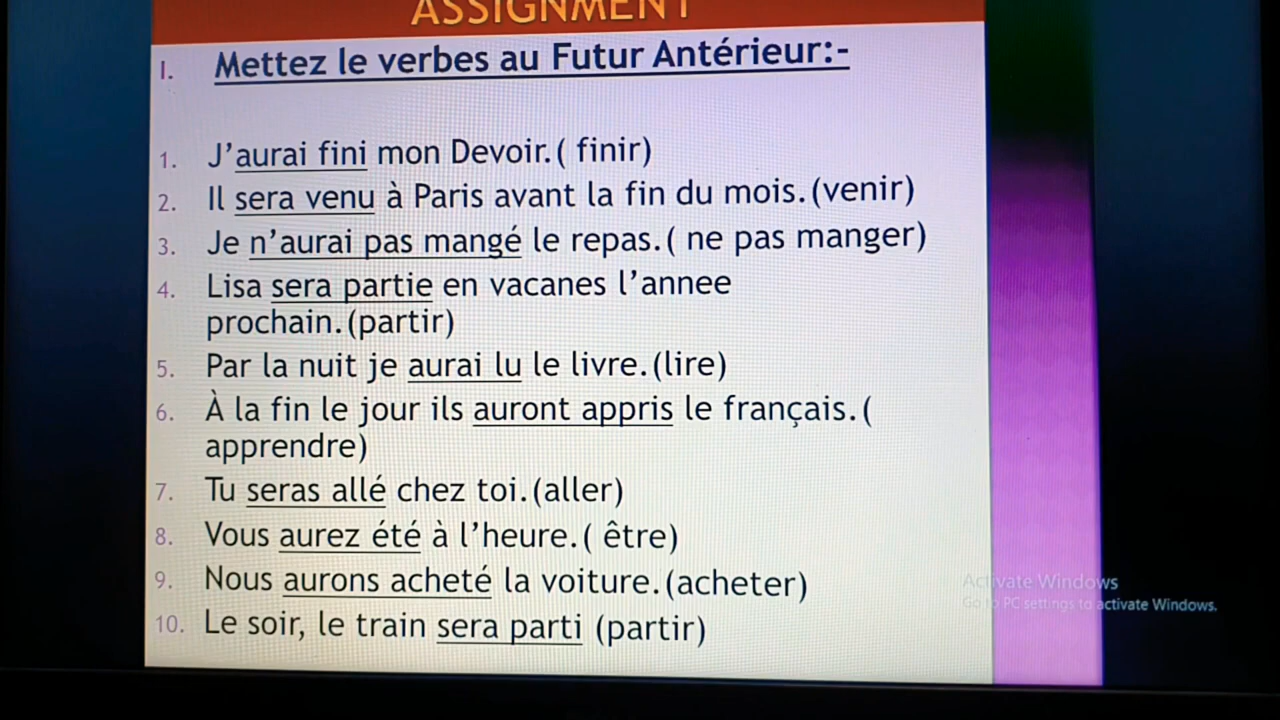 ASSIGNMENT
I. Mettez le verbes au Futur Antérieur:-
1. J'aurai fini mon Devoir.( finir)
2. Il sera venu à Paris avant la fin du mois.(venir)
3. Je n'aurai pas mangé le repas.( ne pas manger)
4. Lisa sera partie en vacanes l'annee
prochain.(partir)
5. Par la nuit je aurai lu le livre.(lire)
6. À la fin le jour ils auront appris le français.(
apprendre)
7. Tu seras allé chez toi.(aller)
8. Vous aurez été à l'heure.( être)
9. Nous aurons acheté la voiture.(acheter)
10. Le soir, le train sera parti (partir)
Activate Windows
Go to PC settings to activate Windows.